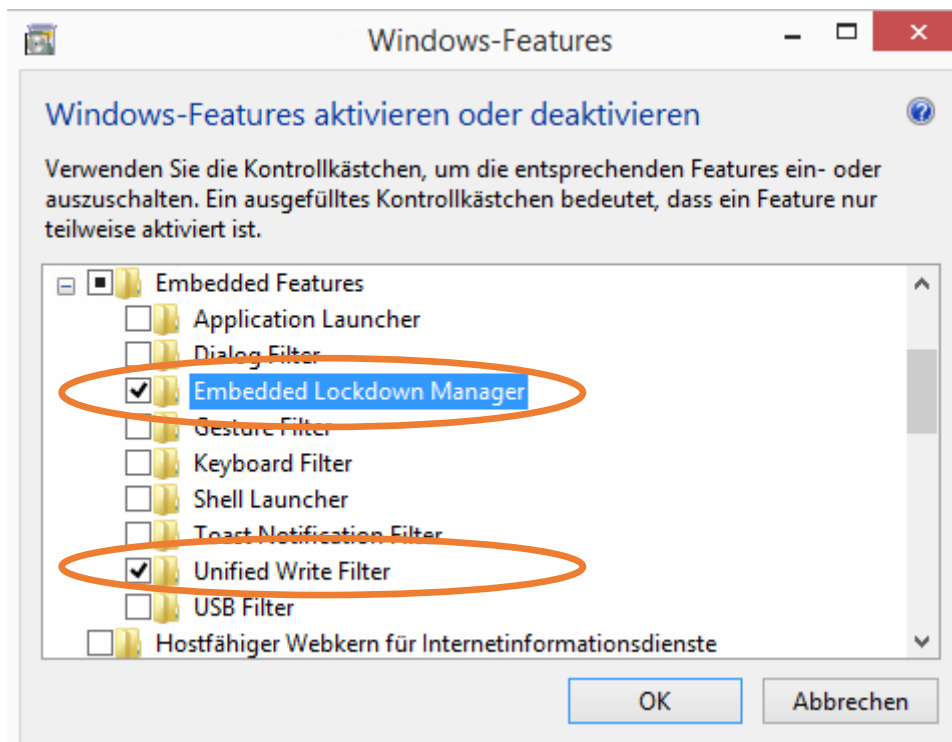 Windows-Features
Windows-Features aktivieren oder deaktivieren
Verwenden Sie die Kontrollkästchen, um die entsprechenden Features ein- oder
auszuschalten. Ein ausgefülltes Kontrollkästchen bedeutet, dass ein Feature nur
teilweise aktiviert ist.
Embedded Features
Application Launcher
Dialog Filter
Embedded Lockdown Manager
Gesture Filter
Keyboard Filter
Shell Launcher
Toast Notification Filter
Unified Write Filter
USB Filter
Hostfähiger Webkern für Internetinformationsdienste
OK Abbrechen